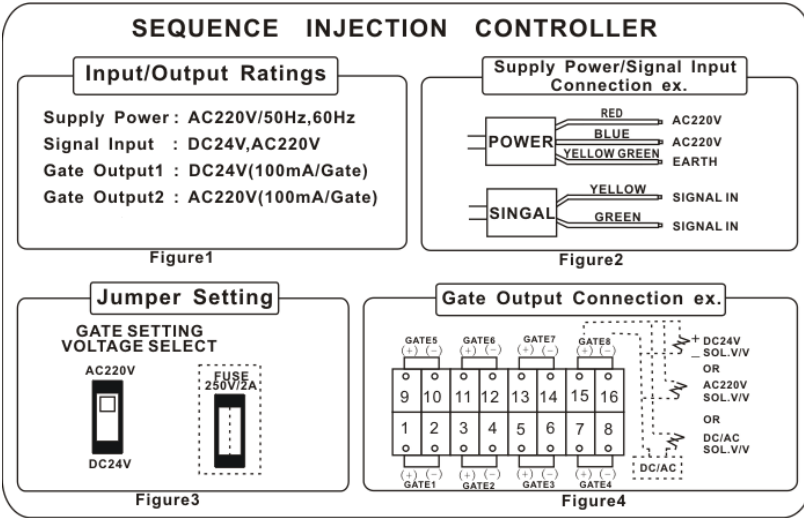 SEQUENCE INJECTION CONTROLLER
Input/Output Ratings
Supply Power : AC220V/50Hz,60Hz
Signal Input : DC24V,AC220V
Gate Output1 : DC24V(100mA/Gate)
Gate Output2 : AC220V(100mA/Gate)
Figure1
Supply Power/Signal Input
Connection ex.
POWER
RED
AC220V
BLUE
AC220V
YELLOW GREEN
EARTH
SINGAL
YELLOW
SIGNAL IN
GREEN
SIGNAL IN
Figure2
Jumper Setting
GATE SETTING
VOLTAGE SELECT
AC220V
DC24V
FUSE
250V/2A
Figure3
Gate Output Connection ex.
GATE5 GATE6 GATE7 GATE8
(+) (-) (+) (-) (+) (-) (+) (-)
9 10 11 12 13 14 15 16
1 2 3 4 5 6 7 8
(+) (-) (+) (-) (+) (-) (+) (-)
GATE1 GATE2 GATE3 GATE4
+ DC24V
- SOL.V/V
OR
AC220V
SOL.V/V
OR
DC/AC
SOL.V/V
DC/AC
Figure4